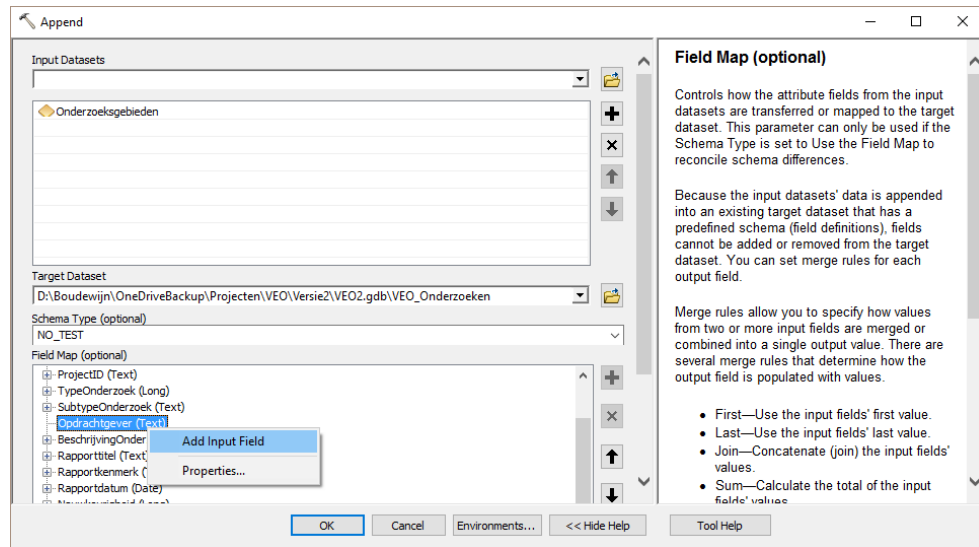 Append
Input Datasets
Onderzoeksgebieden
Target Dataset
D:\Boudewijn\OneDriveBackup\Projecten\VEO\Versie2\VEO2.gdb\VEO_Onderzoeken
Schema Type (optional)
NO_TEST
Field Map (optional)
ProjectID (Text)
TypeOnderzoek (Long)
SubtypeOnderzoek (Text)
Opdrachtgever (Text)
BeschrijvingOnder
Add Input Field
Rapporttitel (Text
Rapportkenmerk (
Properties...
Rapportdatum (Date)
OK
Cancel
Environments...
<< Hide Help
Tool Help
Field Map (optional)
Controls how the attribute fields from the input
datasets are transferred or mapped to the target
dataset. This parameter can only be used if the
Schema Type is set to Use the Field Map to
reconcile schema differences.
Because the input datasets' data is appended
into an existing target dataset that has a
predefined schema (field definitions), fields
cannot be added or removed from the target
dataset. You can set merge rules for each
output field.
Merge rules allow you to specify how values
from two or more input fields are merged or
combined into a single output value. There are
several merge rules that determine how the
output field is populated with values.
• First—Use the input fields' first value.
• Last—Use the input fields' last value.
• Join—Concatenate (join) the input fields'
values.
• Sum—Calculate the total of the input
fields' values